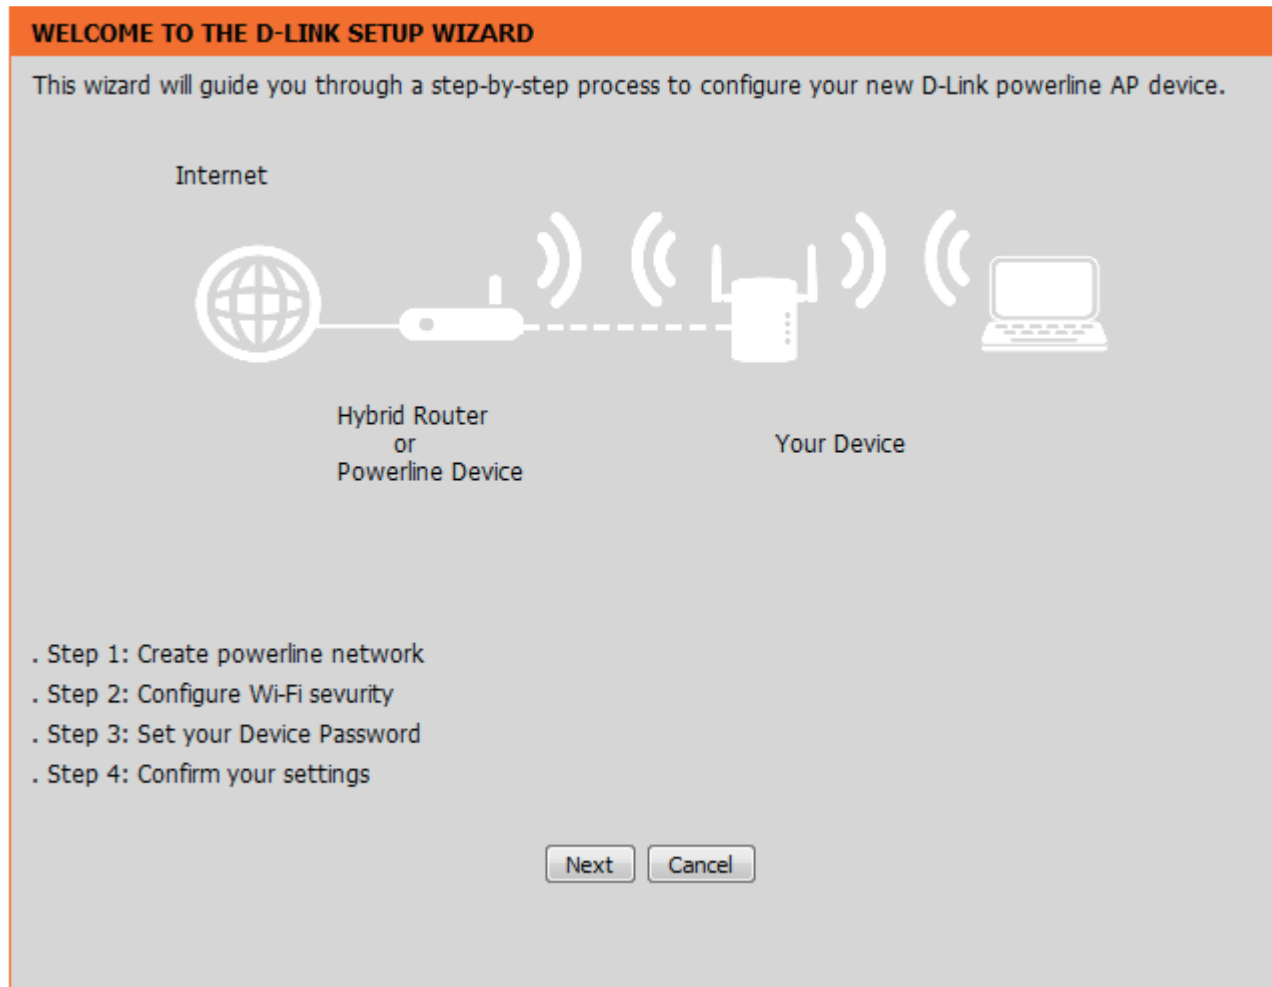 WELCOME TO THE D-LINK SETUP WIZARD
This wizard will guide you through a step-by-step process to configure your new D-Link powerline AP device.
Internet
Hybrid Router
or
Powerline Device
Your Device
. Step 1: Create powerline network
. Step 2: Configure Wi-Fi sevurity
. Step 3: Set your Device Password
. Step 4: Confirm your settings
Next Cancel